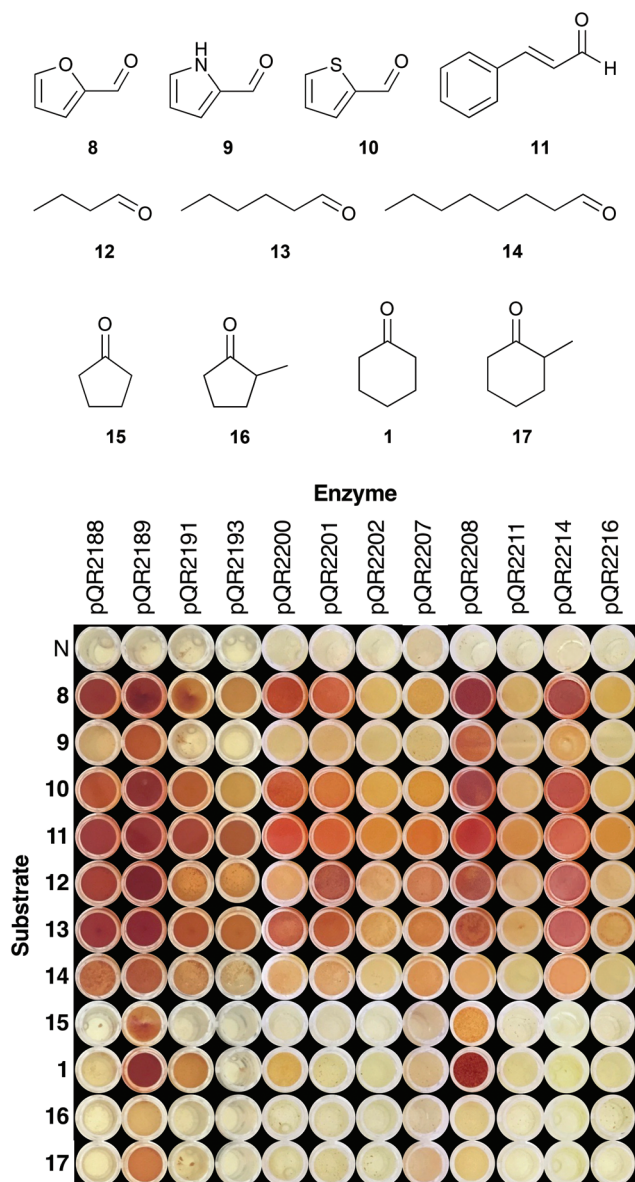 O
O
H
N
O
S
O
O
H
8
9
10
11
O
O
O
12
13
14
O
O
O
O
15
16
1
17
Enzyme
pQR2188
pQR2189
pQR2191
pQR2193
pQR2200
pQR2201
pQR2202
pQR2207
pQR2208
pQR2211
pQR2214
pQR2216
Substrate
N
8
9
10
11
12
13
14
15
1
16
17